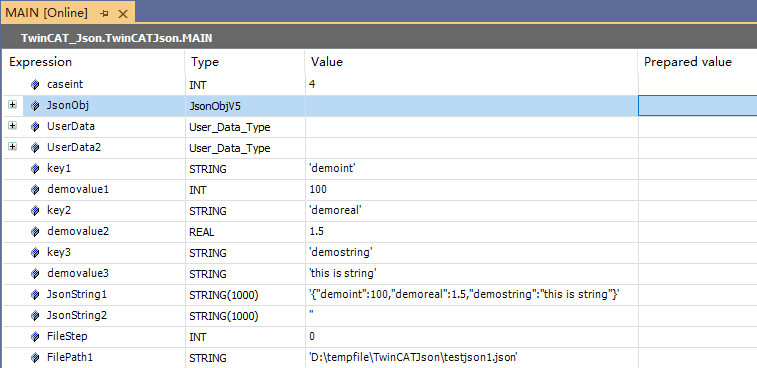 MAIN [Online]
TwinCAT_Json.TwinCATJson.MAIN
Expression Type Value Prepared value
caseint INT 4
JsonObj JsonObjV5
UserData User_Data_Type
UserData2 User_Data_Type
key1 STRING 'demoint'
demovalue1 INT 100
key2 STRING 'demoreal'
demovalue2 REAL 1.5
key3 STRING 'demostring'
demovalue3 STRING 'this is string'
JsonString1 STRING(1000) '{"demoint":100,"demoreal":1.5,"demostring":"this is string"}'
JsonString2 STRING(1000) ''
FileStep INT 0
FilePath1 STRING 'D:\tempfile\TwinCATJson\testjson1.json'